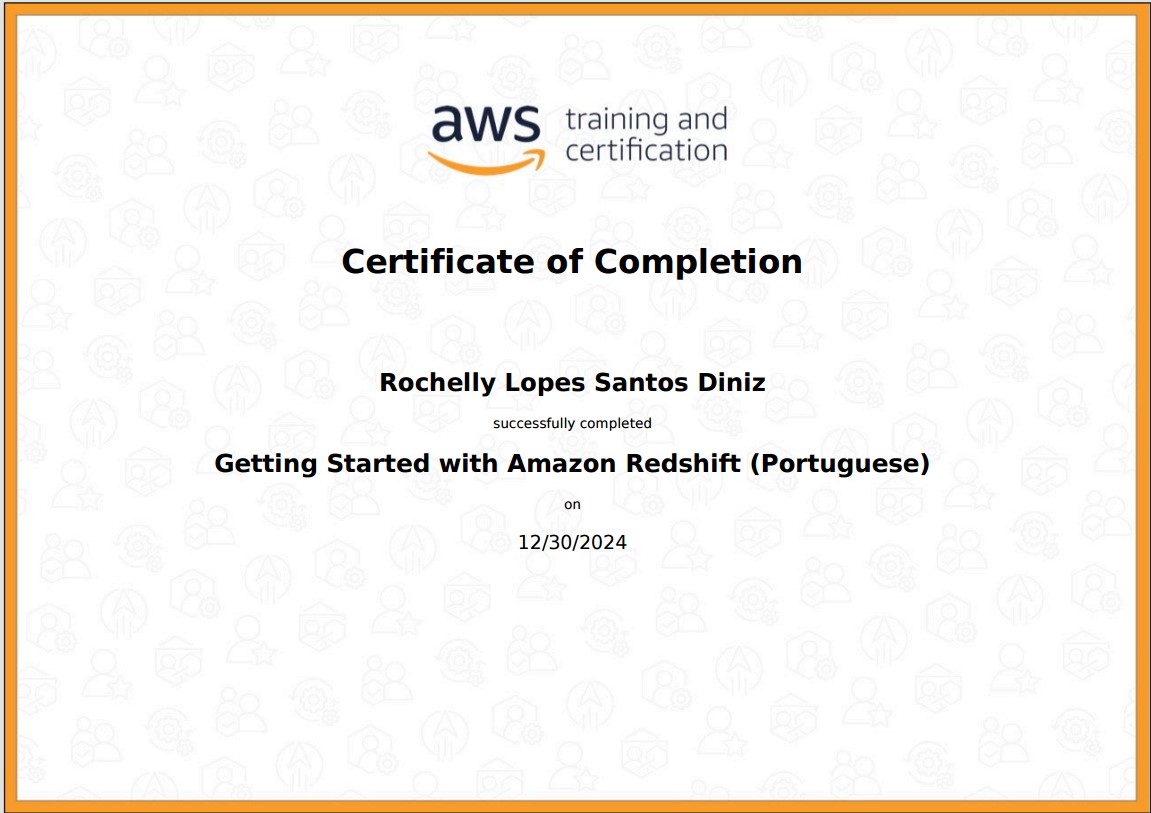 aws training and
certification
Certificate of Completion
Rochelly Lopes Santos Diniz
successfully completed
Getting Started with Amazon Redshift (Portuguese)
on
12/30/2024